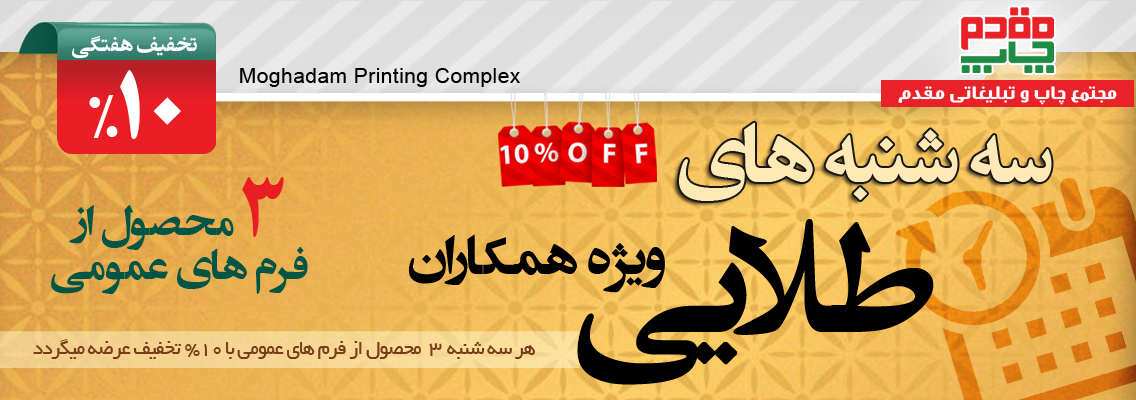 مقدم
چاپ
مجتمع چاپ و تبلیغاتی مقدم
تخفیف هفتگی
%۱۰
Moghadam Printing Complex
10% OFF
سه شنبه های
طلایی
ویژه همکاران
۳ محصول از
فرم های عمومی
هر سه شنبه ۳ محصول از فرم های عمومی با ۱۰% تخفیف عرضه میگردد